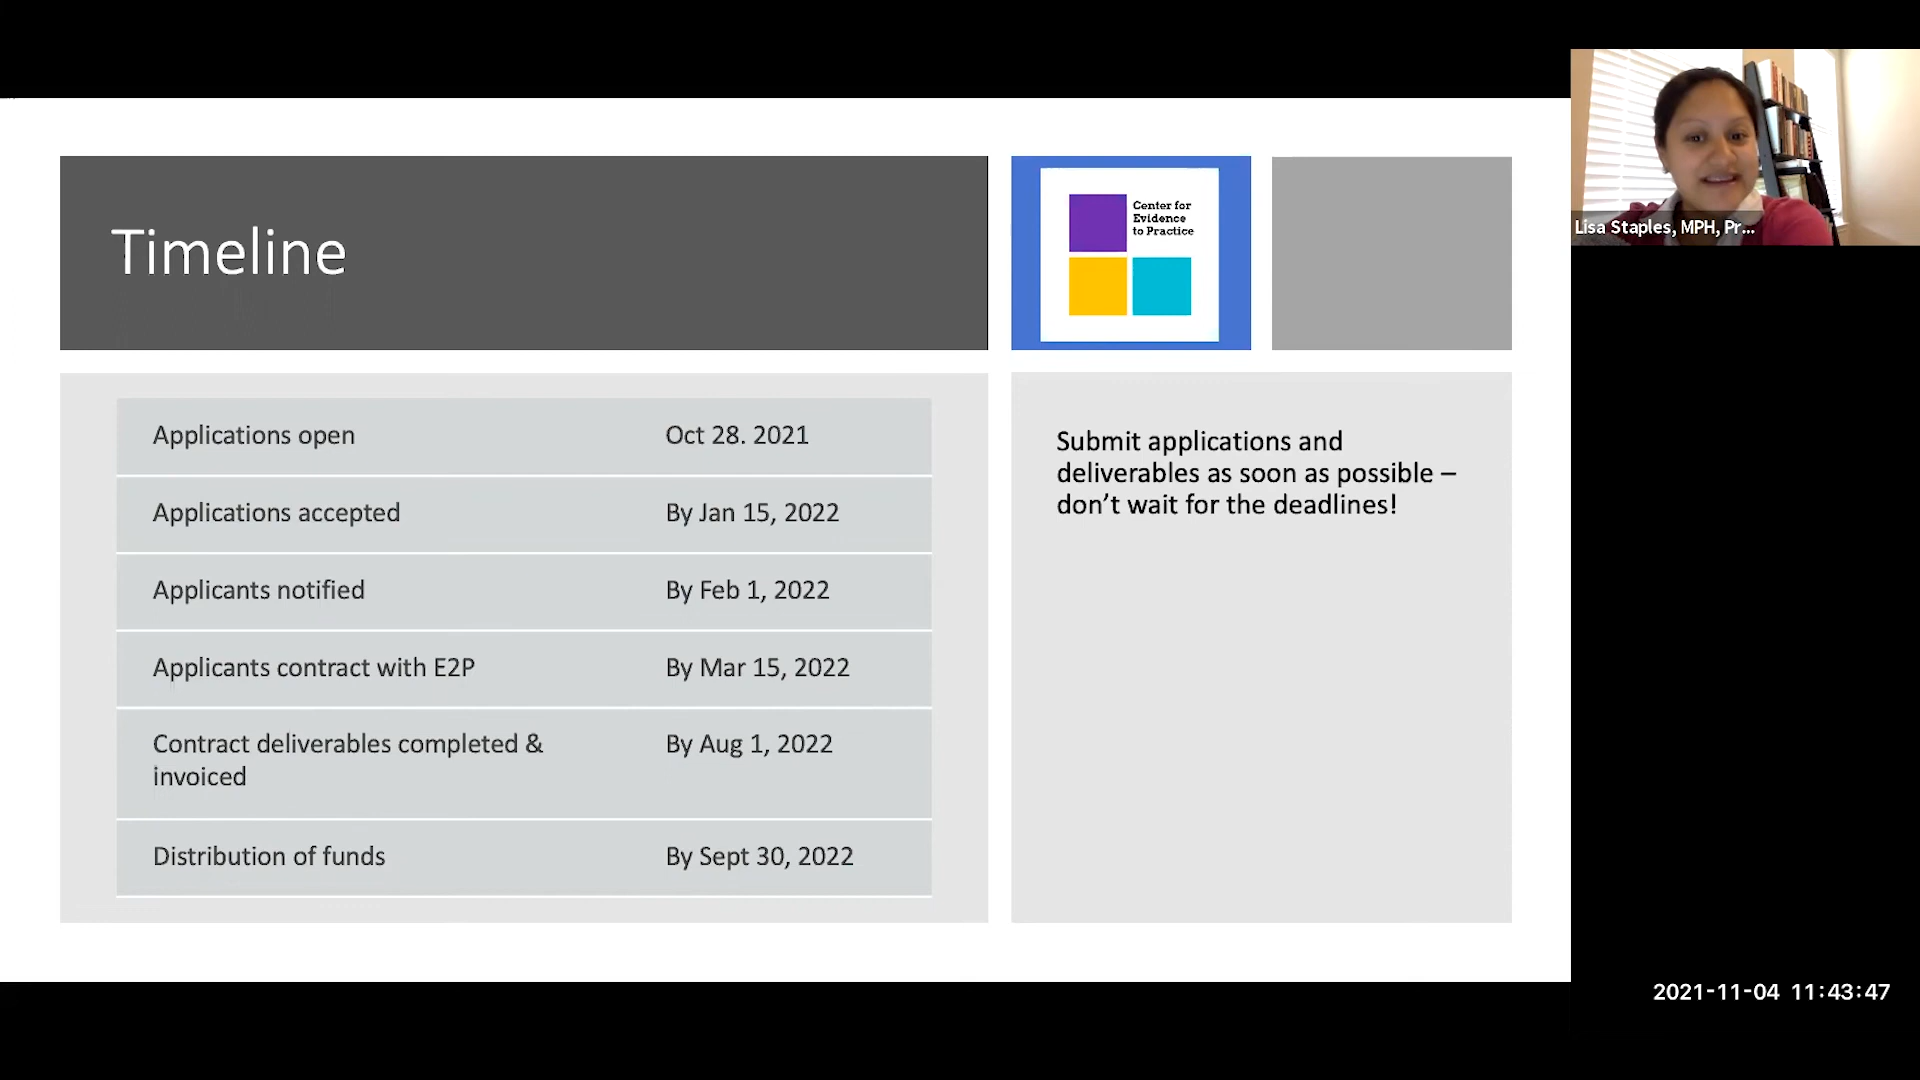 Timeline
Center for
Evidence
to Practice
Applications open Oct 28. 2021
Applications accepted By Jan 15, 2022
Applicants notified By Feb 1, 2022
Applicants contract with E2P By Mar 15, 2022
Contract deliverables completed & By Aug 1, 2022
invoiced
Distribution of funds By Sept 30, 2022
Submit applications and
deliverables as soon as possible –
don’t wait for the deadlines!
Lisa Staples, MPH, Pr...
2021-11-04 11:43:47